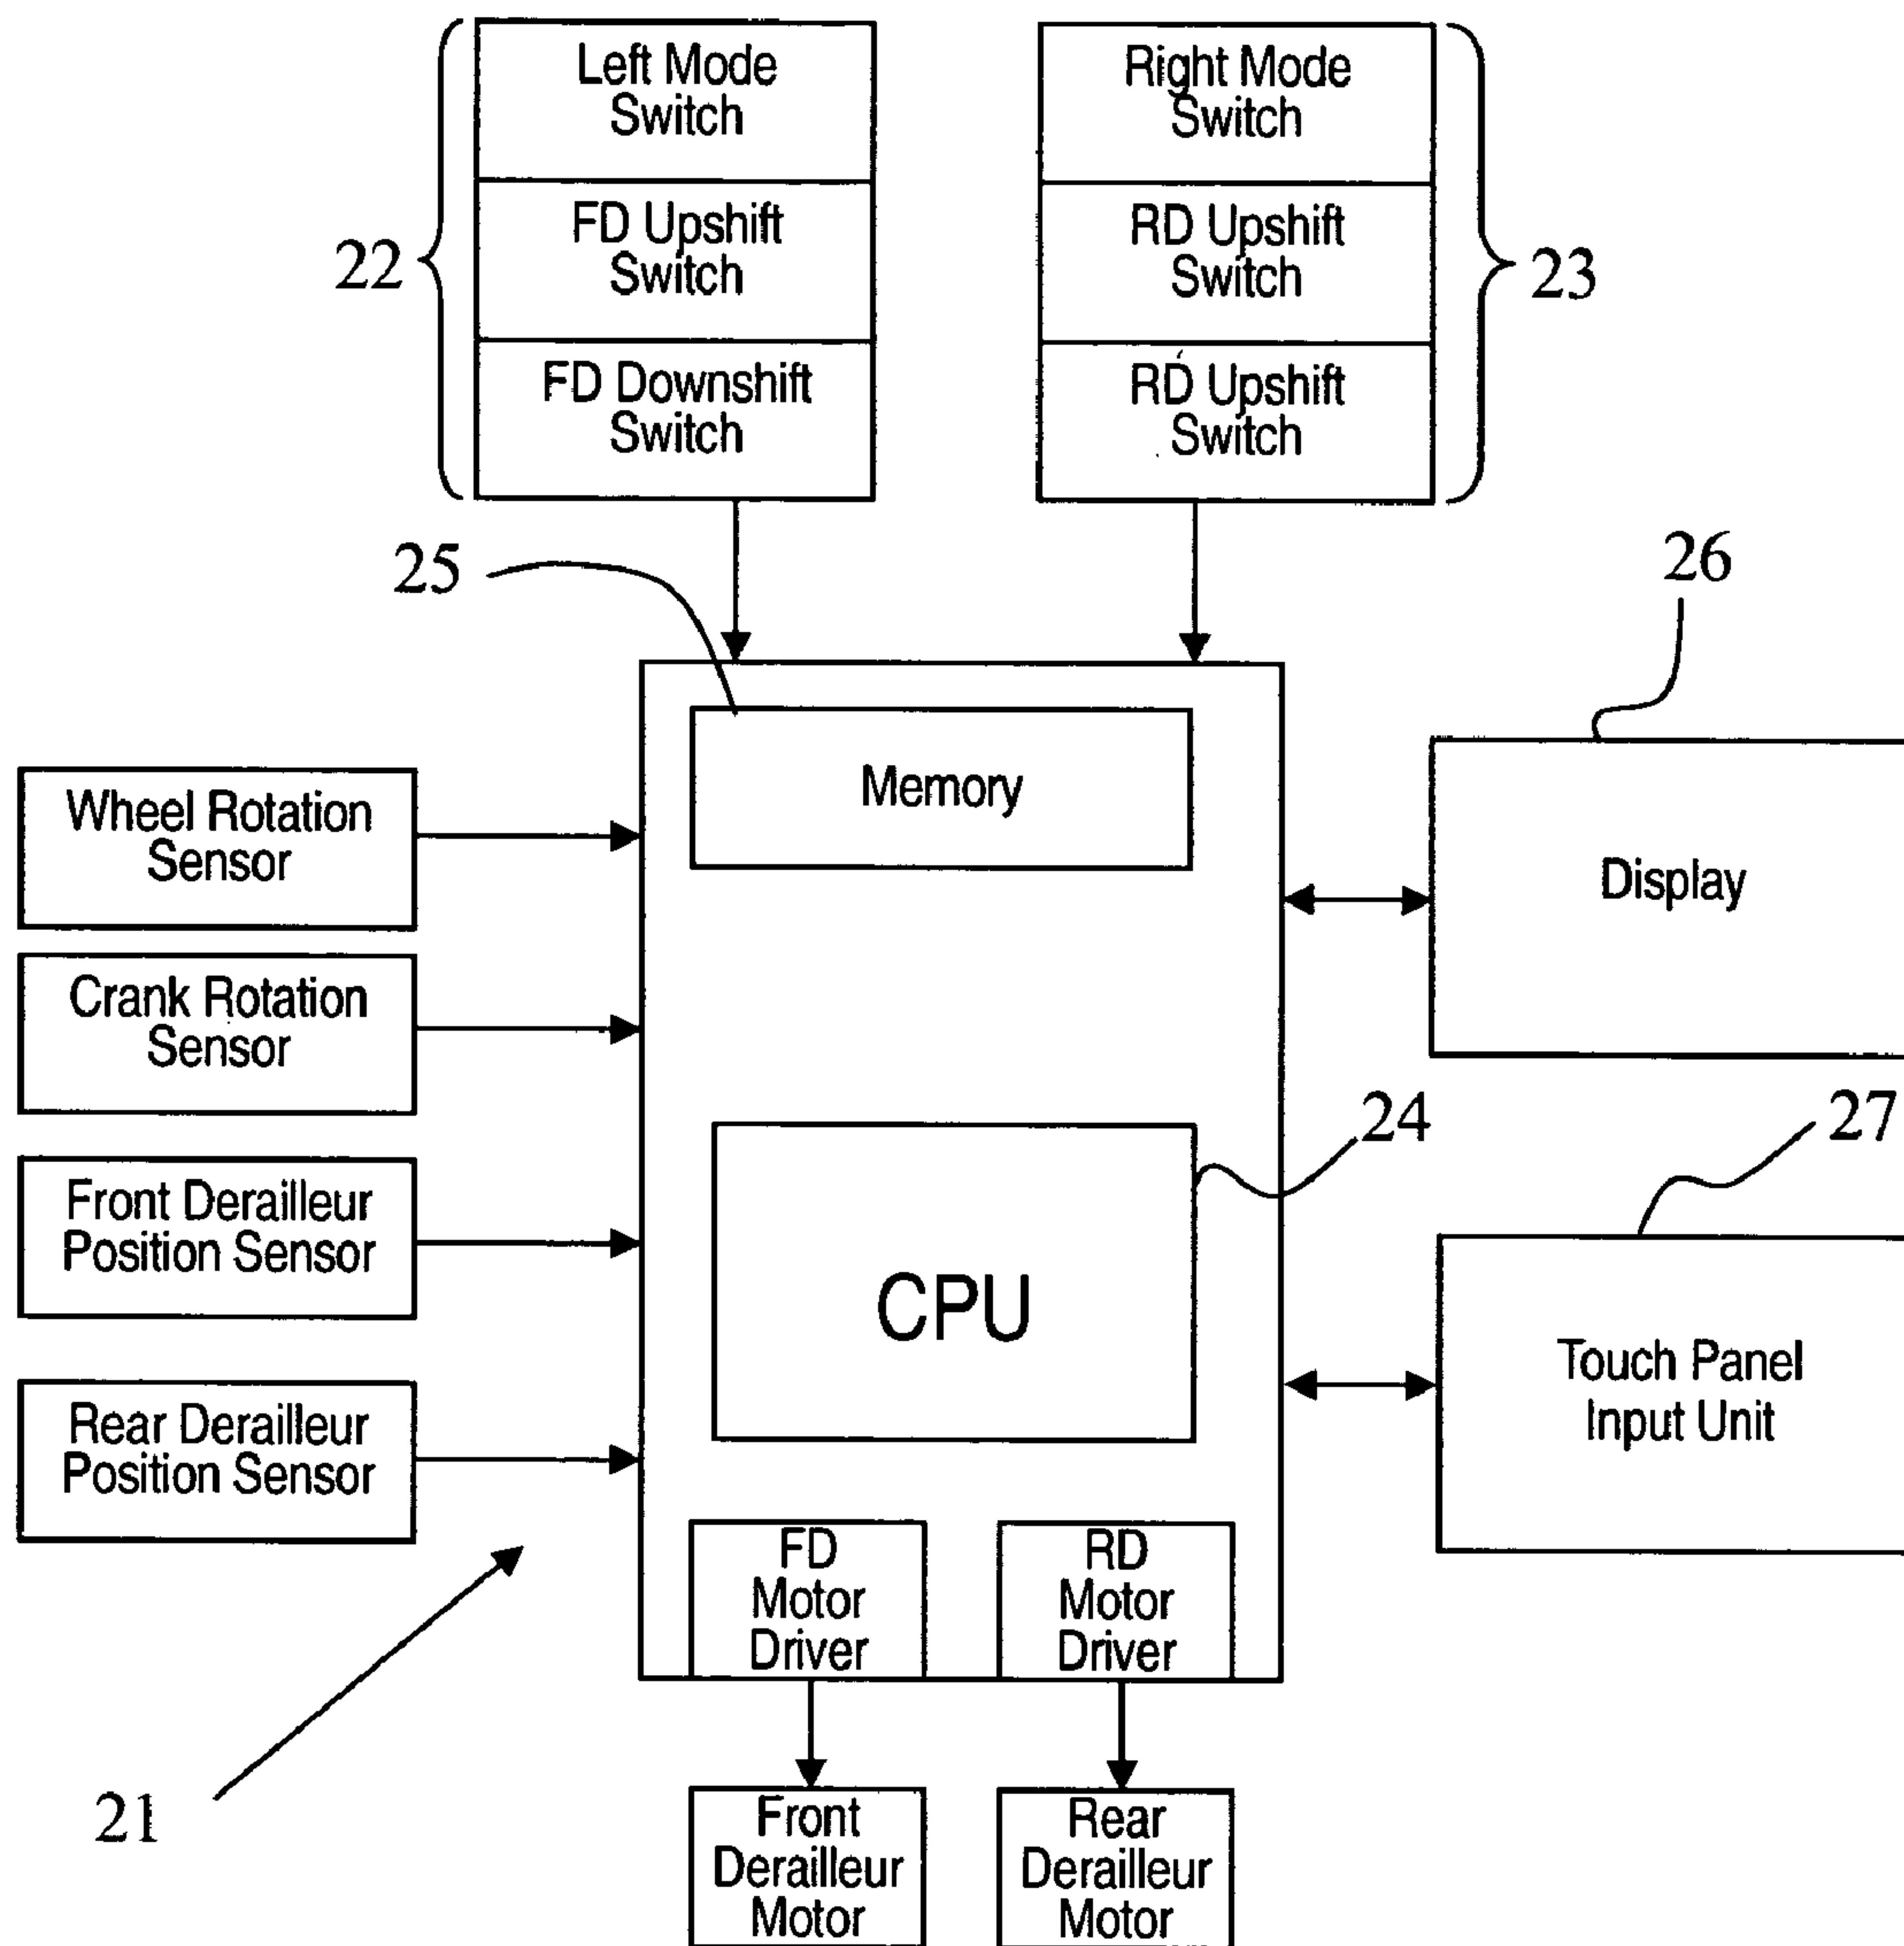 Left Mode
Switch
FD Upshift
Switch
FD Downshift
Switch
22
Right Mode
Switch
RD Upshift
Switch
RD Upshift
Switch
23
25
26
Memory
Wheel Rotation
Sensor
Display
Crank Rotation
Sensor
24
27
Front Derailleur
Position Sensor
CPU
Touch Panel
Input Unit
Rear Derailleur
Position Sensor
FD
Motor
Driver
RD
Motor
Driver
21
Front
Derailleur
Motor
Rear
Derailleur
Motor